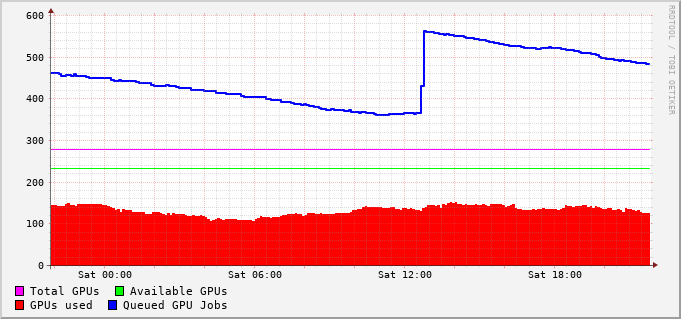 600
500
400
300
200
100
0
Sat 00:00 Sat 06:00 Sat 12:00 Sat 18:00
Total GPUs Available GPUs
GPUs used Queued GPU Jobs
RRDTOOL / TOBI OETIKER